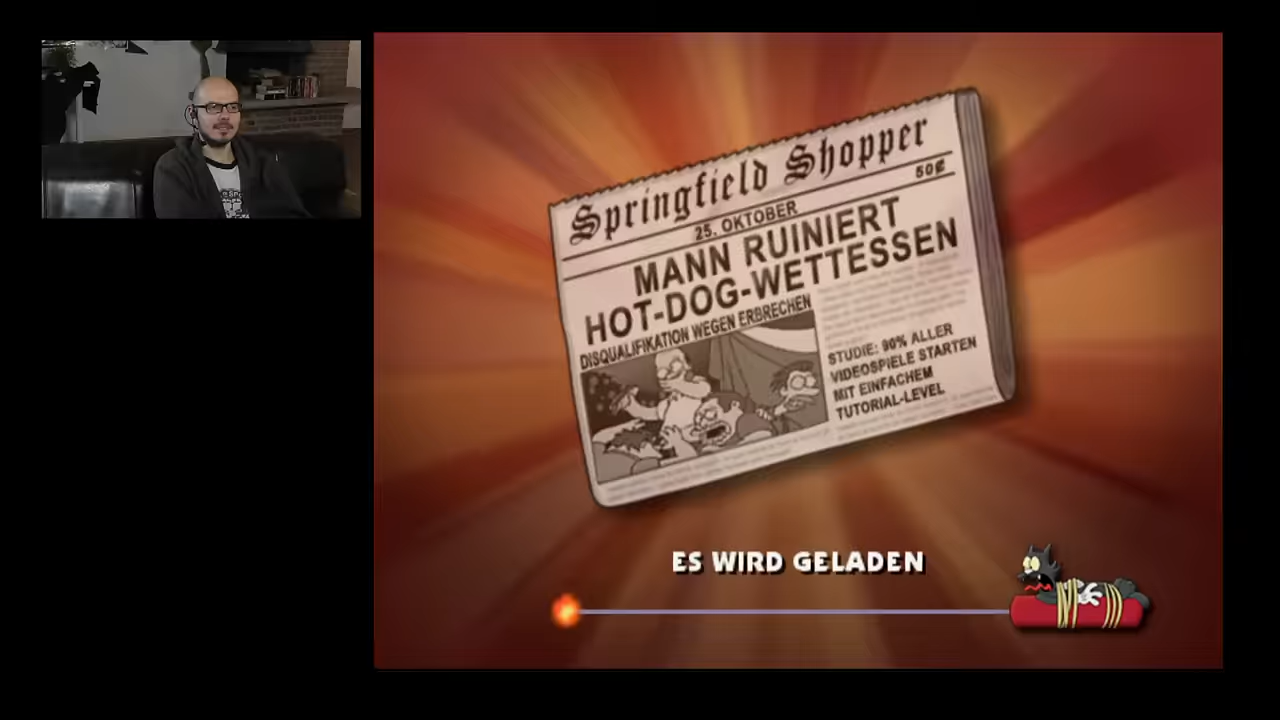 Springfield Shopper
50¢
25. OKTOBER
MANN RUINIERT
HOT-DOG-WETTESSEN
DISQUALIFIKATION WEGEN ERBRECHEN
STUDIE: 90% ALLER
VIDEOSPIELE STARTEN
MIT EINFACHEM
TUTORIAL-LEVEL
ES WIRD GELADEN